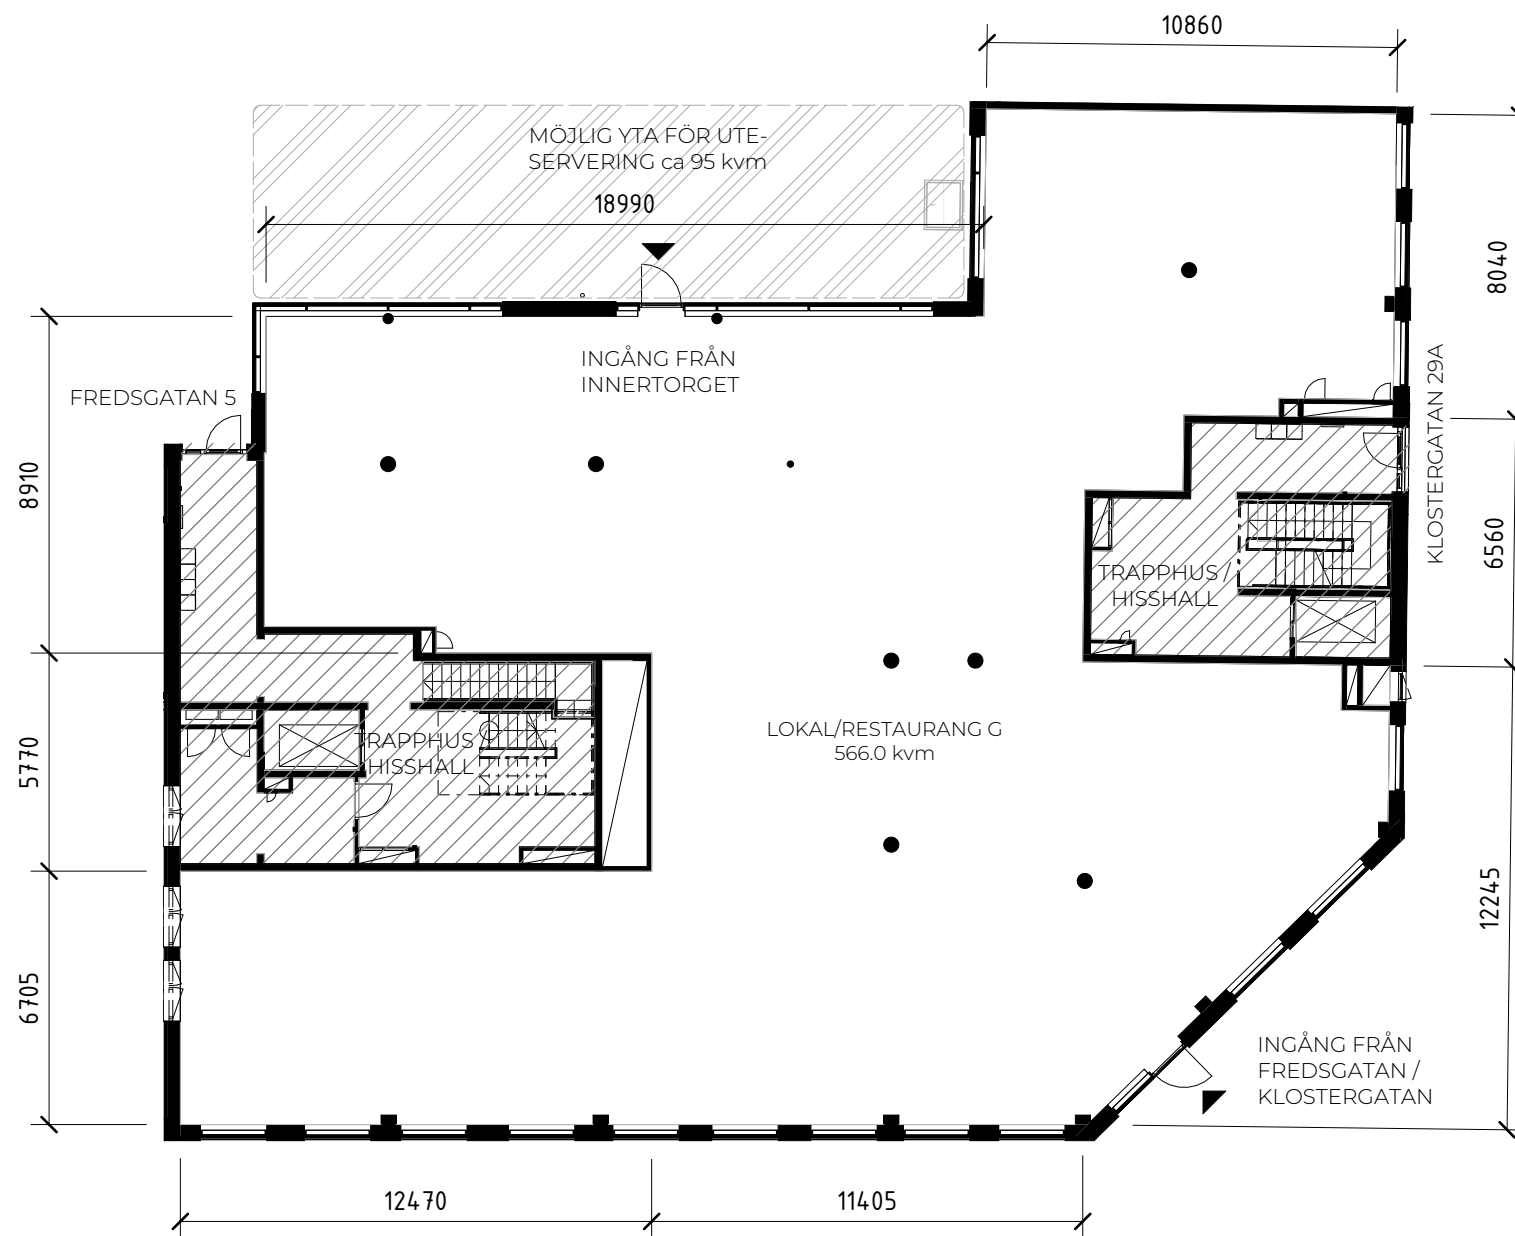 10860
MÖJLIG YTA FÖR UTE-
SERVERING ca 95 kvm
18990
8040
INGÅNG FRÅN
INNERTORGET
FREDSGATAN 5
KLOSTERGATAN 29A
8910
6560
TRAPPHUS /
HISSHALL
LOKAL/RESTAURANG G
566.0 kvm
TRAPPHUS /
HISSHALL
5770
12245
6705
INGÅNG FRÅN
FREDSGATAN /
KLOSTERGATAN
12470
11405